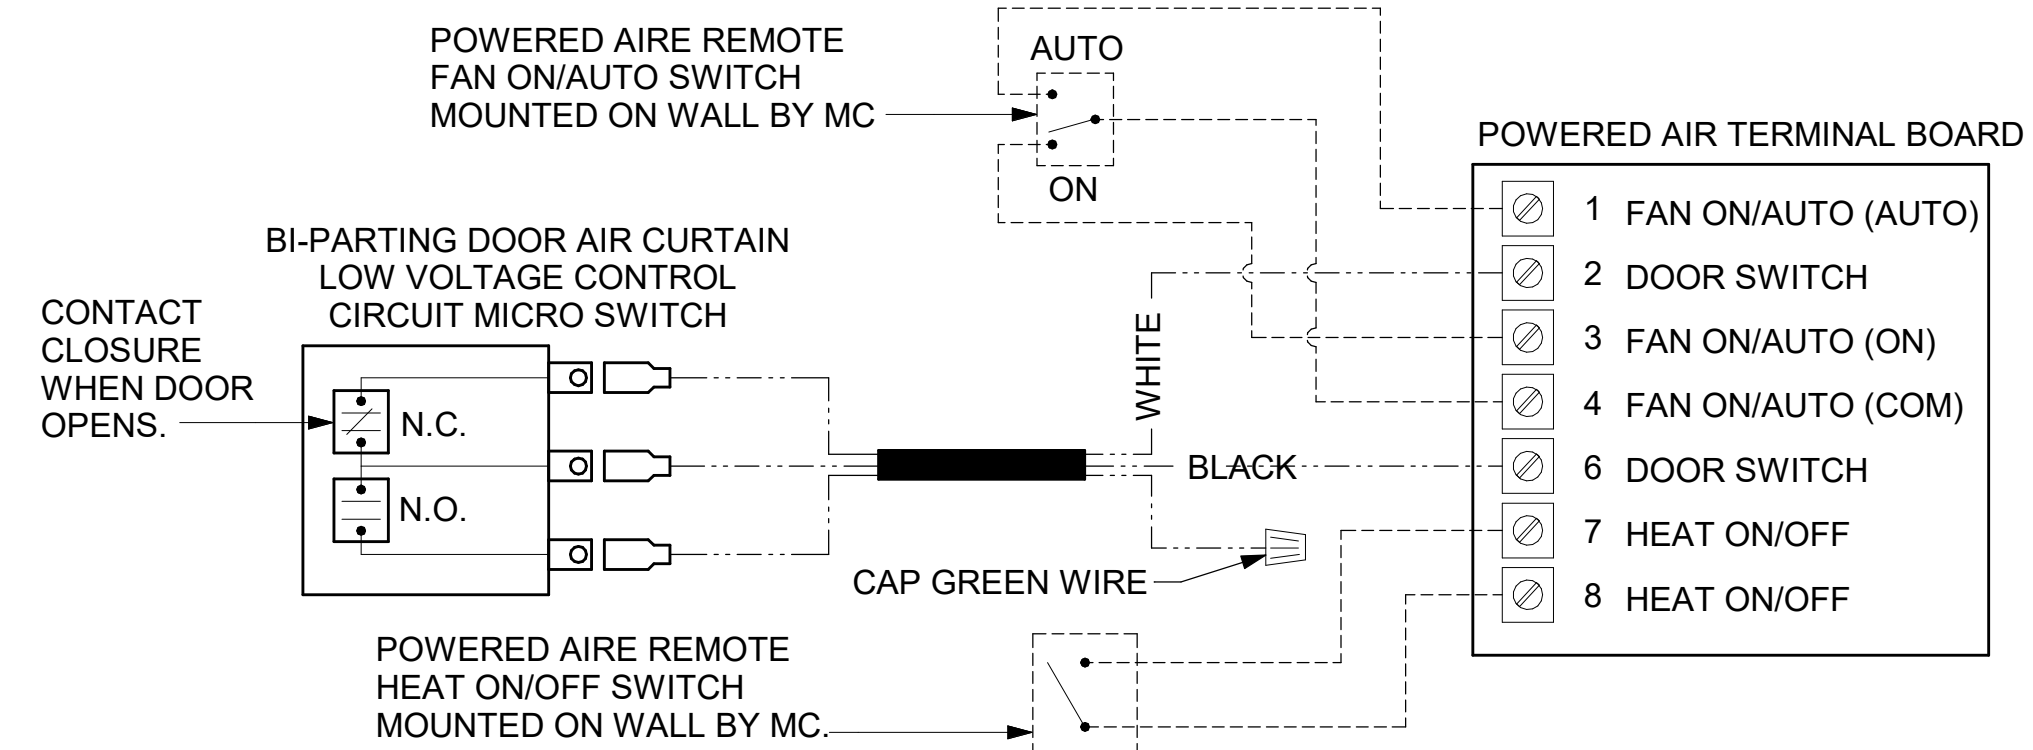 POWERED AIRE REMOTE
FAN ON/AUTO SWITCH
MOUNTED ON WALL BY MC
AUTO
ON
POWERED AIR TERMINAL BOARD
1 FAN ON/AUTO (AUTO)
2 DOOR SWITCH
3 FAN ON/AUTO (ON)
4 FAN ON/AUTO (COM)
6 DOOR SWITCH
7 HEAT ON/OFF
8 HEAT ON/OFF
BI-PARTING DOOR AIR CURTAIN
LOW VOLTAGE CONTROL
CIRCUIT MICRO SWITCH
CONTACT
CLOSURE
WHEN DOOR
OPENS.
N.C.
N.O.
WHITE
BLACK
CAP GREEN WIRE
POWERED AIRE REMOTE
HEAT ON/OFF SWITCH
MOUNTED ON WALL BY MC.